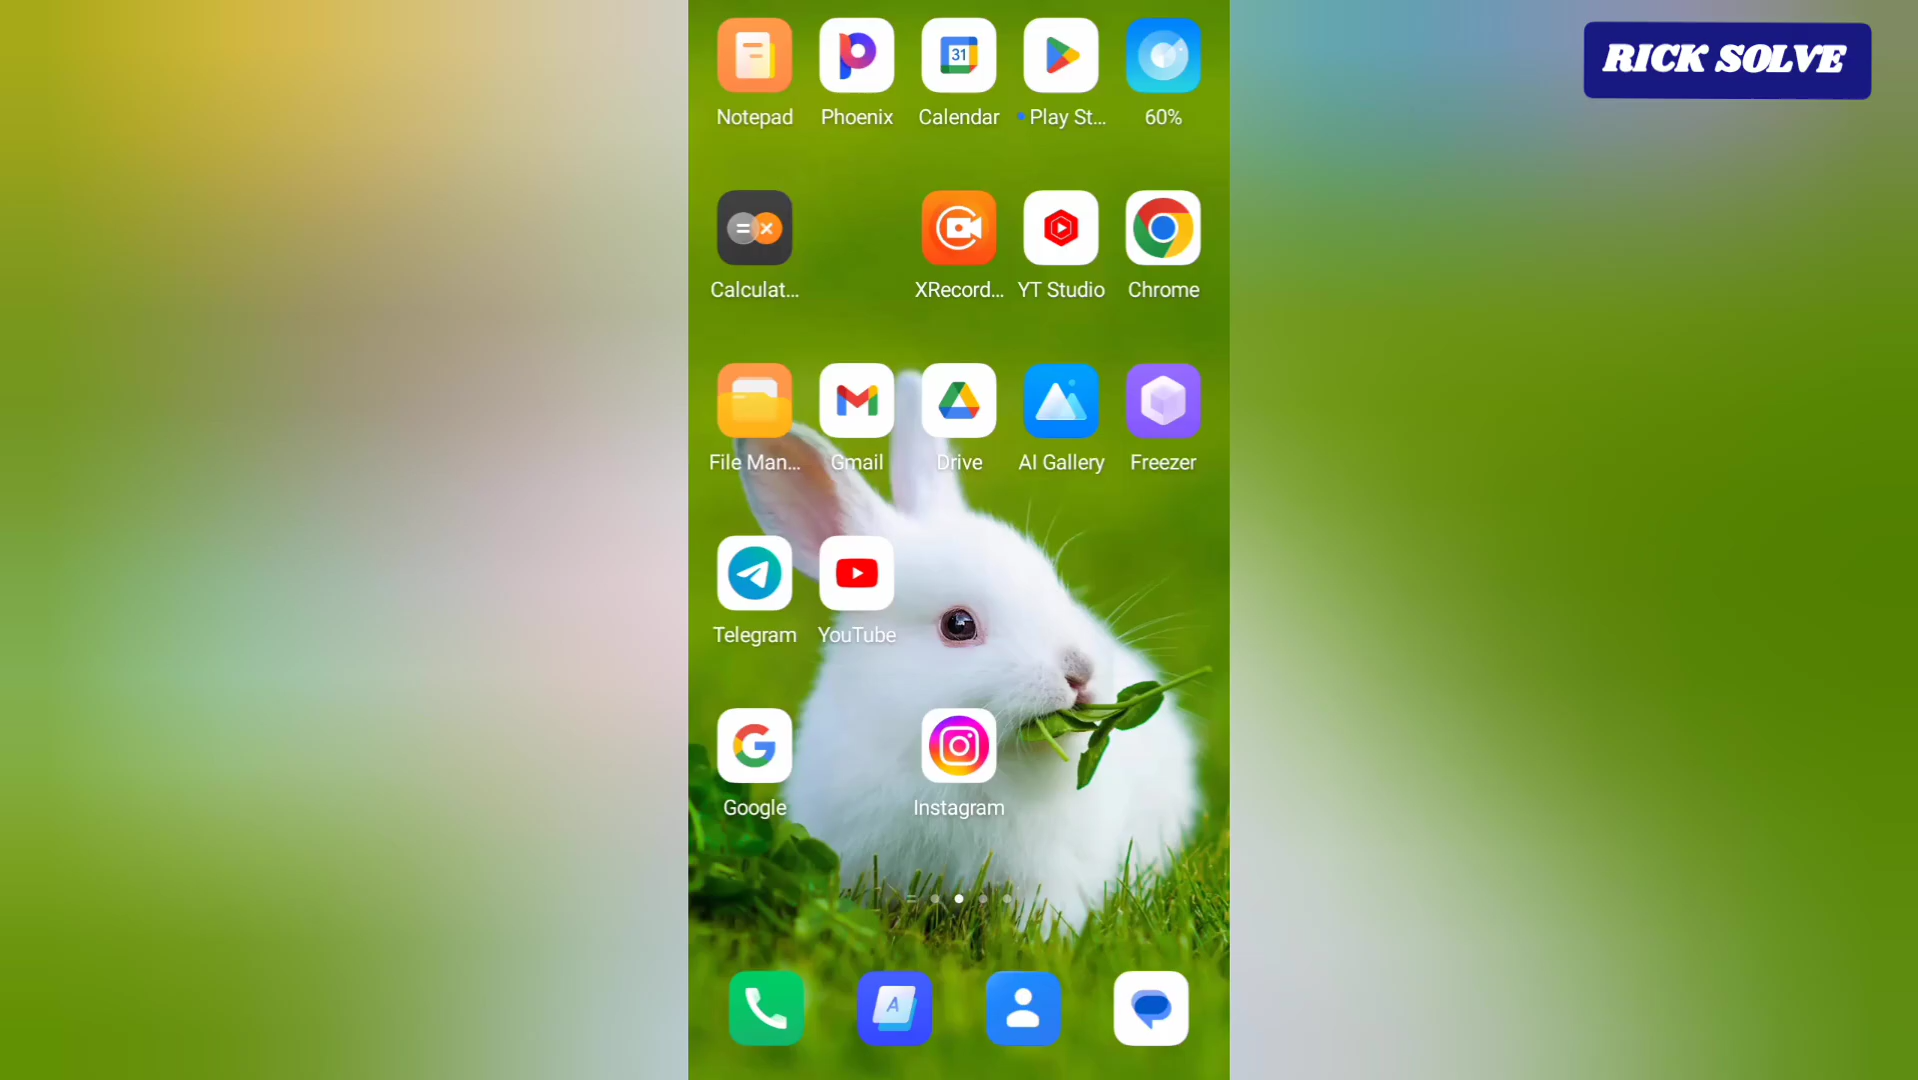 RICK SOLVE
31
Notepad Phoenix Calendar Play St... 60%
Calculat... XRecord... YT Studio Chrome
File Man... Gmail Drive AI Gallery Freezer
Telegram YouTube
Google Instagram
A